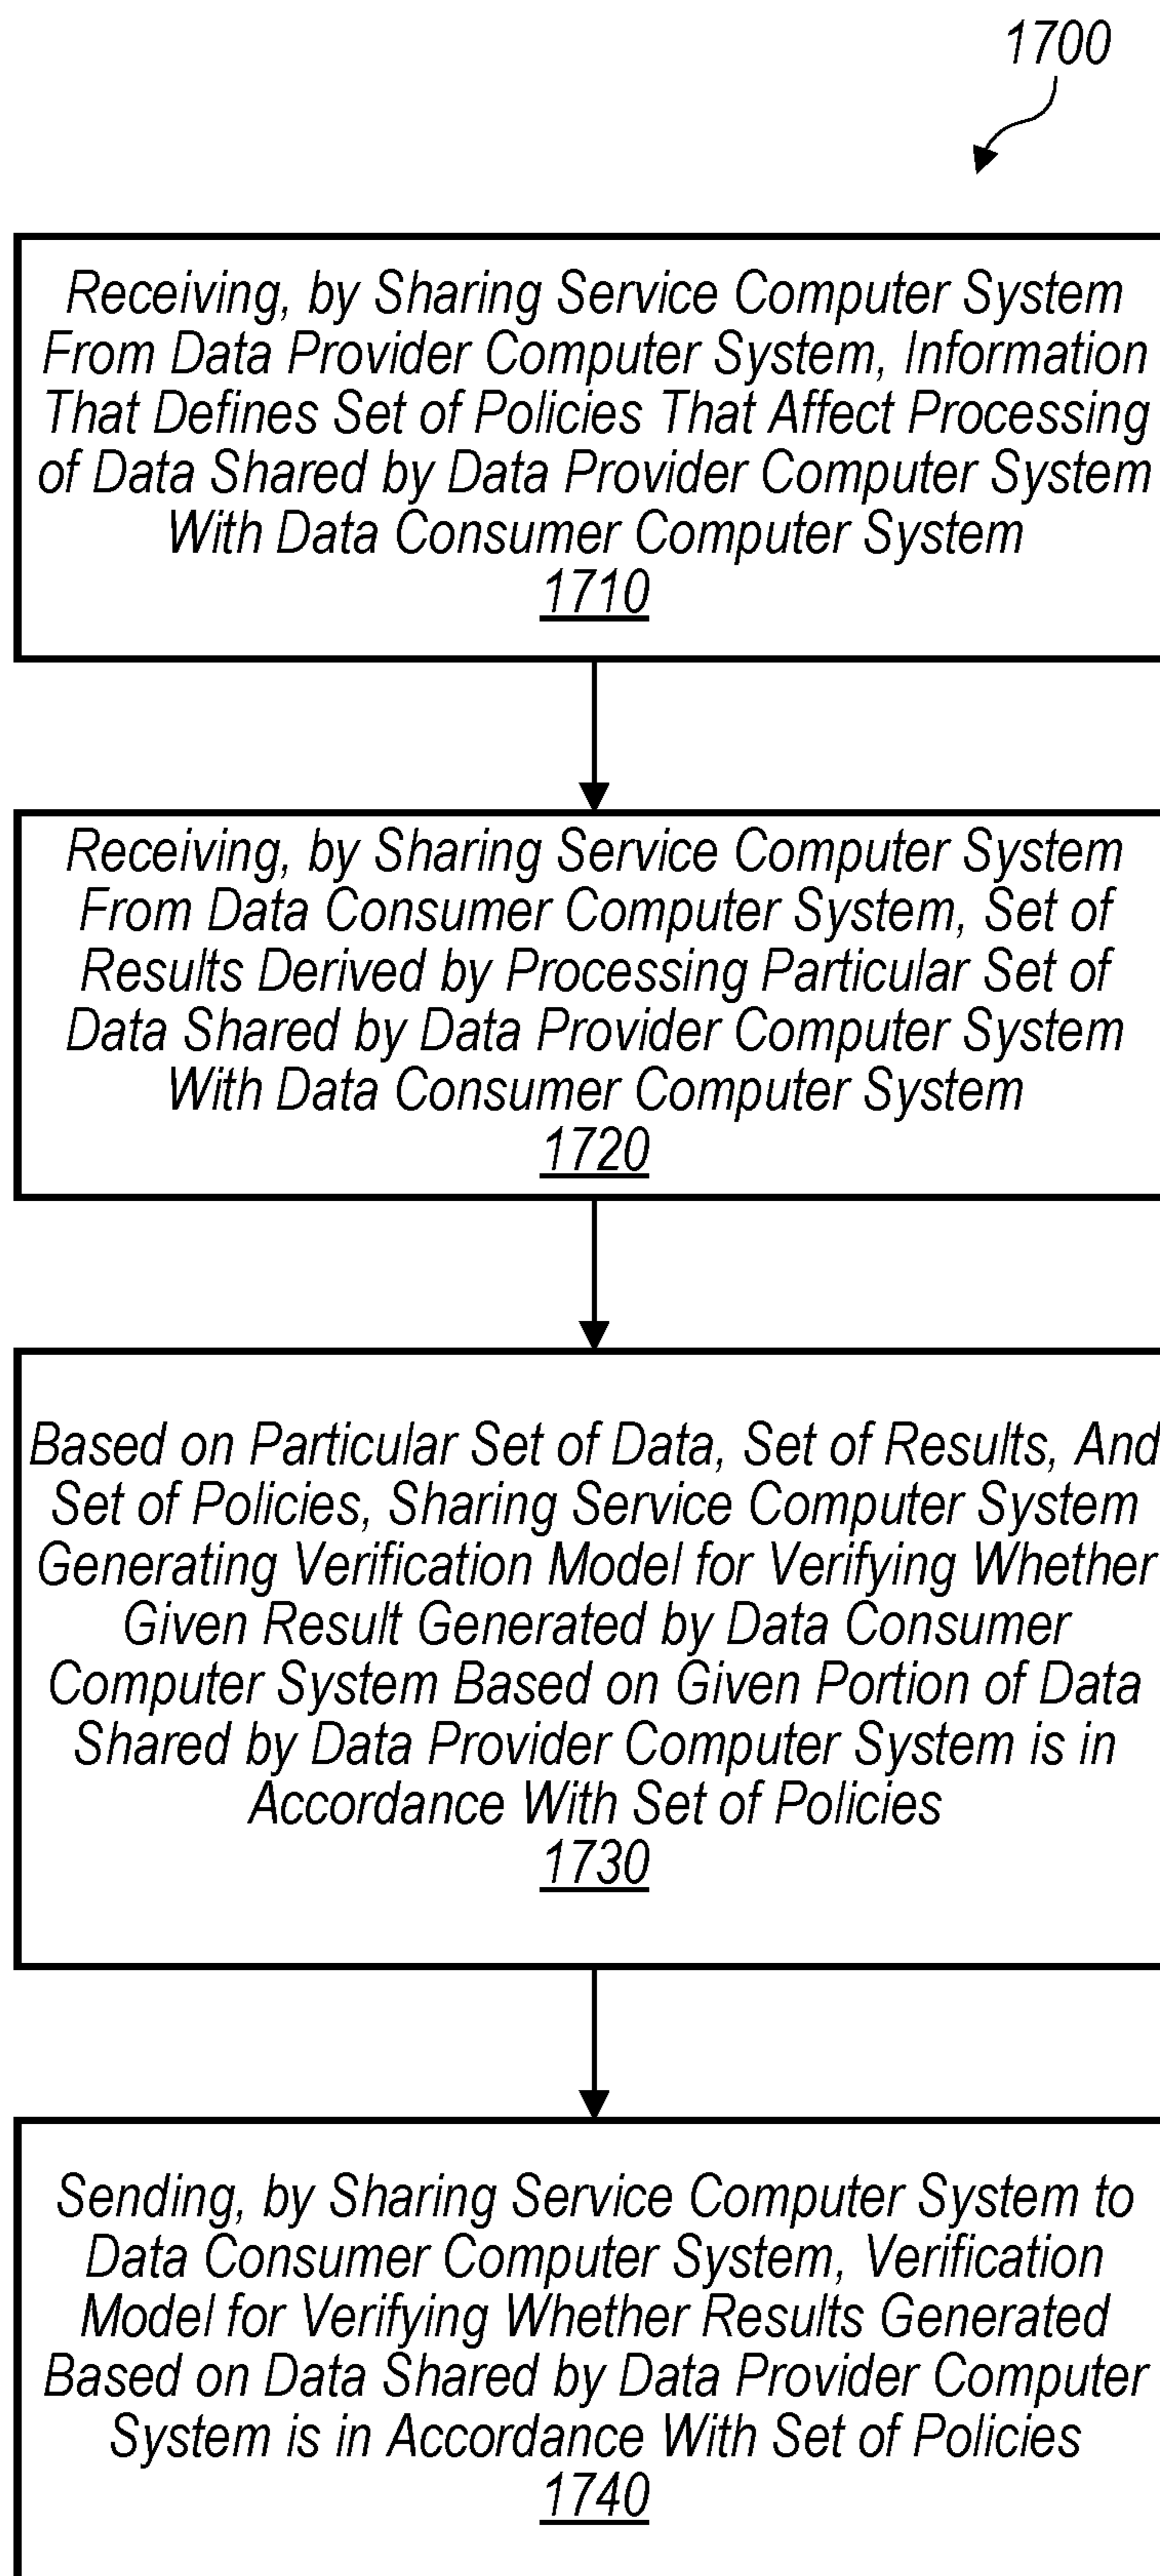 1700
Receiving, by Sharing Service Computer System
From Data Provider Computer System, Information
That Defines Set of Policies That Affect Processing
of Data Shared by Data Provider Computer System
With Data Consumer Computer System
1710
Receiving, by Sharing Service Computer System
From Data Consumer Computer System, Set of
Results Derived by Processing Particular Set of
Data Shared by Data Provider Computer System
With Data Consumer Computer System
1720
Based on Particular Set of Data, Set of Results, And
Set of Policies, Sharing Service Computer System
Generating Verification Model for Verifying Whether
Given Result Generated by Data Consumer
Computer System Based on Given Portion of Data
Shared by Data Provider Computer System is in
Accordance With Set of Policies
1730
Sending, by Sharing Service Computer System to
Data Consumer Computer System, Verification
Model for Verifying Whether Results Generated
Based on Data Shared by Data Provider Computer
System is in Accordance With Set of Policies
1740